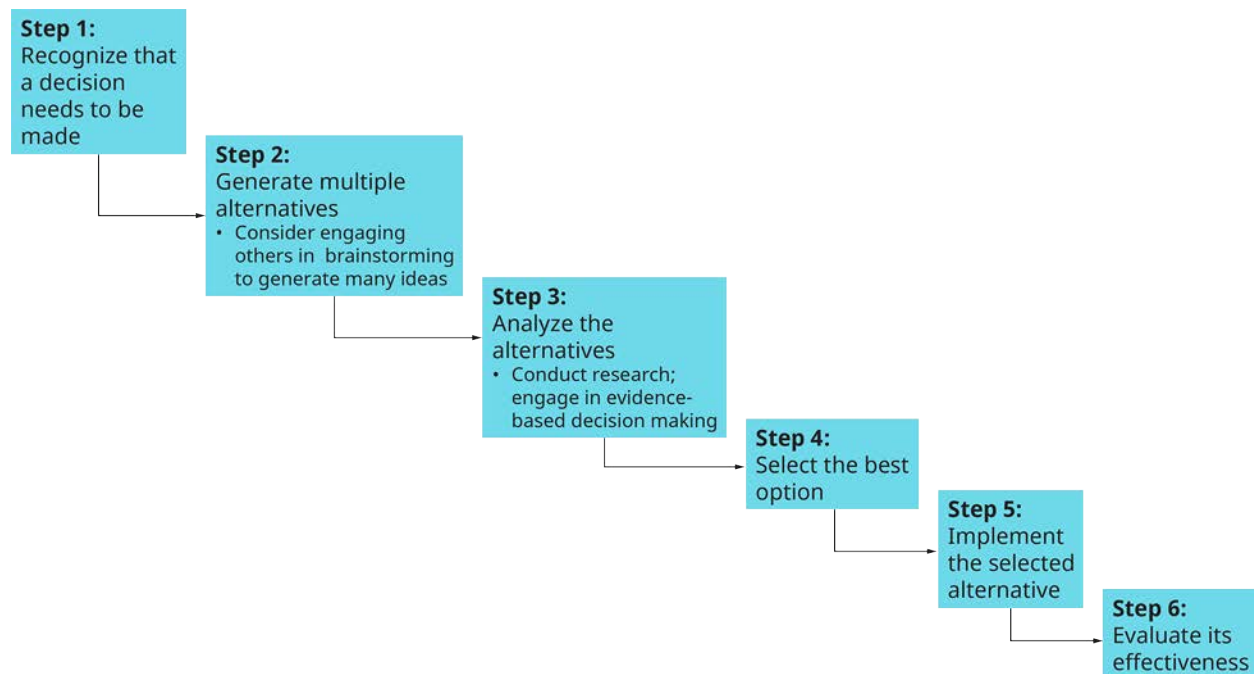 Step 1:
Recognize that
a decision
needs to be
made
Step 2:
Generate multiple
alternatives
• Consider engaging
others in brainstorming
to generate many ideas
Step 3:
Analyze the
alternatives
• Conduct research;
engage in evidence-
based decision making
Step 4:
Select the best
option
Step 5:
Implement
the selected
alternative
Step 6:
Evaluate its
effectiveness